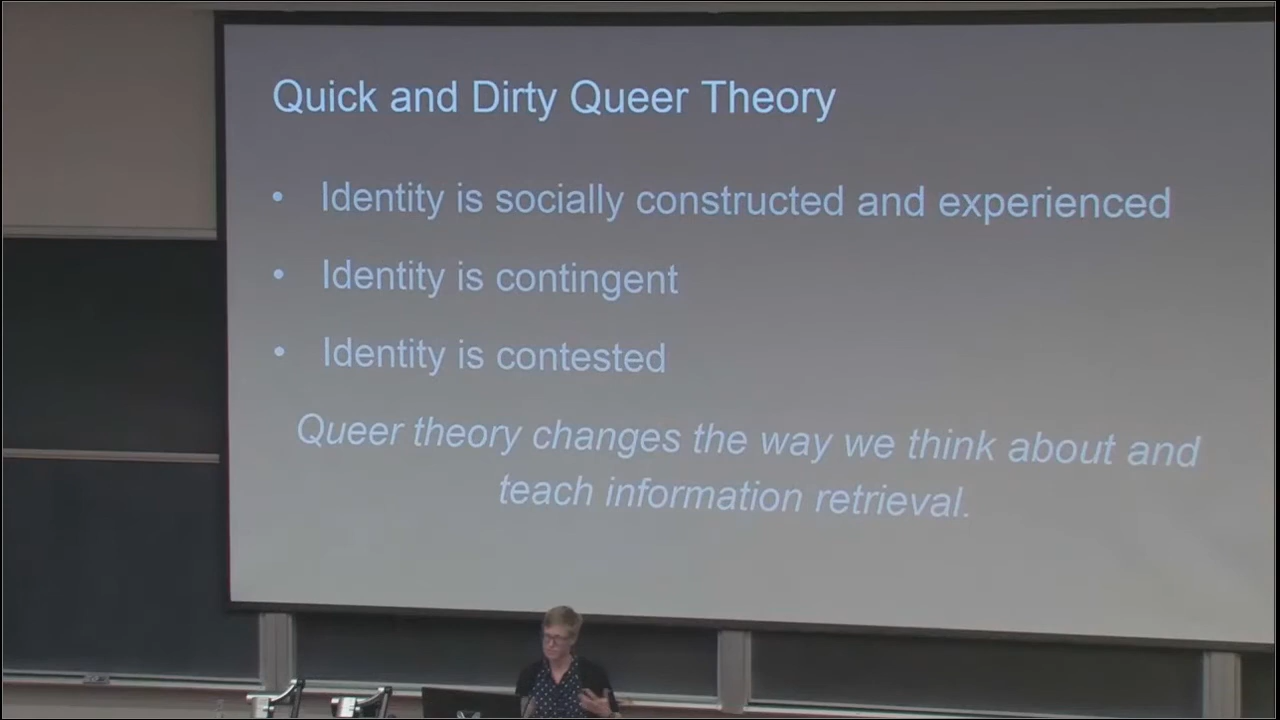 Quick and Dirty Queer Theory
• Identity is socially constructed and experienced
• Identity is contingent
• Identity is contested
Queer theory changes the way we think about and
teach information retrieval.